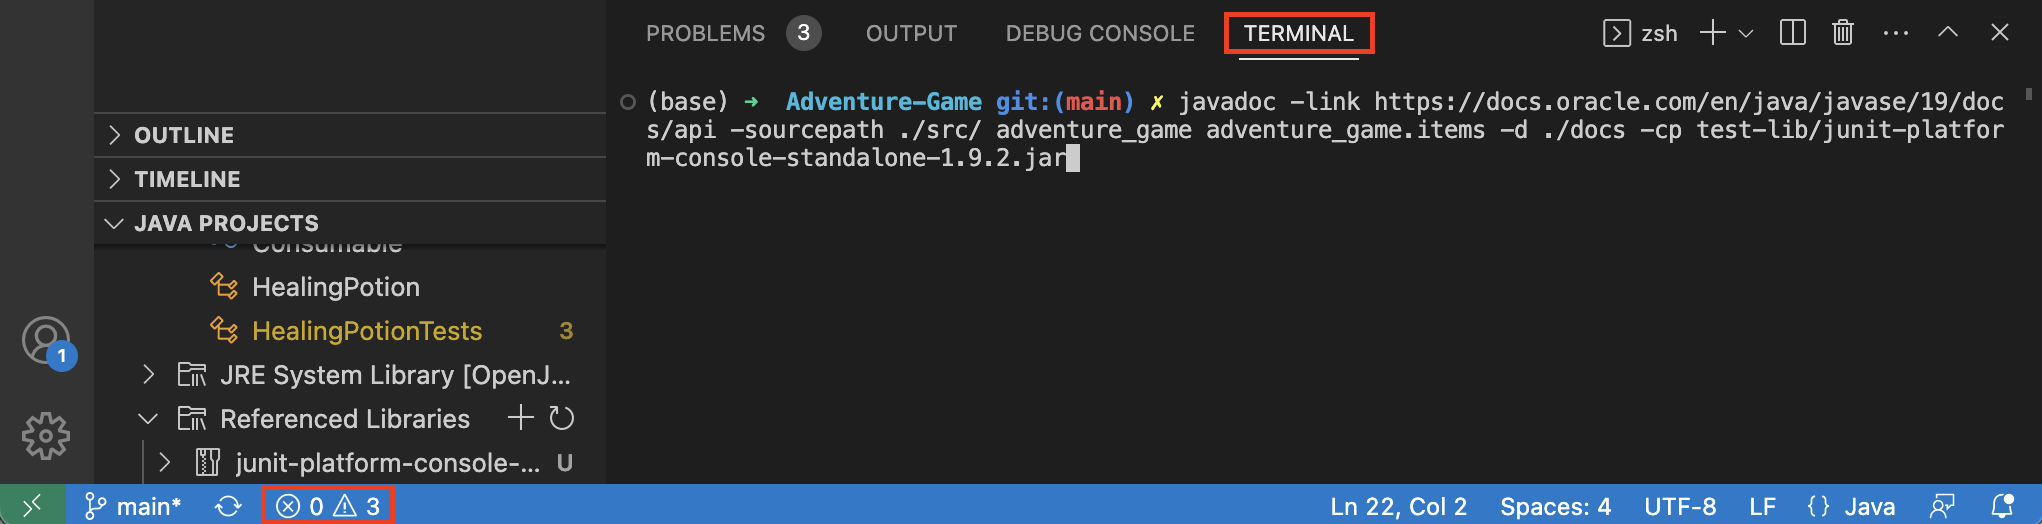 PROBLEMS 3 OUTPUT DEBUG CONSOLE TERMINAL zsh
(base) ➜ Adventure-Game git:(main) ✗ javadoc -link https://docs.oracle.com/en/java/javase/19/doc
s/api -sourcepath ./src/ adventure_game adventure_game.items -d ./docs -cp test-lib/junit-platfor
m-console-standalone-1.9.2.jar
OUTLINE
TIMELINE
JAVA PROJECTS
Consumable
HealingPotion
HealingPotionTests 3
1
JRE System Library [OpenJ...
Referenced Libraries
junit-platform-console-... U
main* 0 3 Ln 22, Col 2 Spaces: 4 UTF-8 LF {} Java